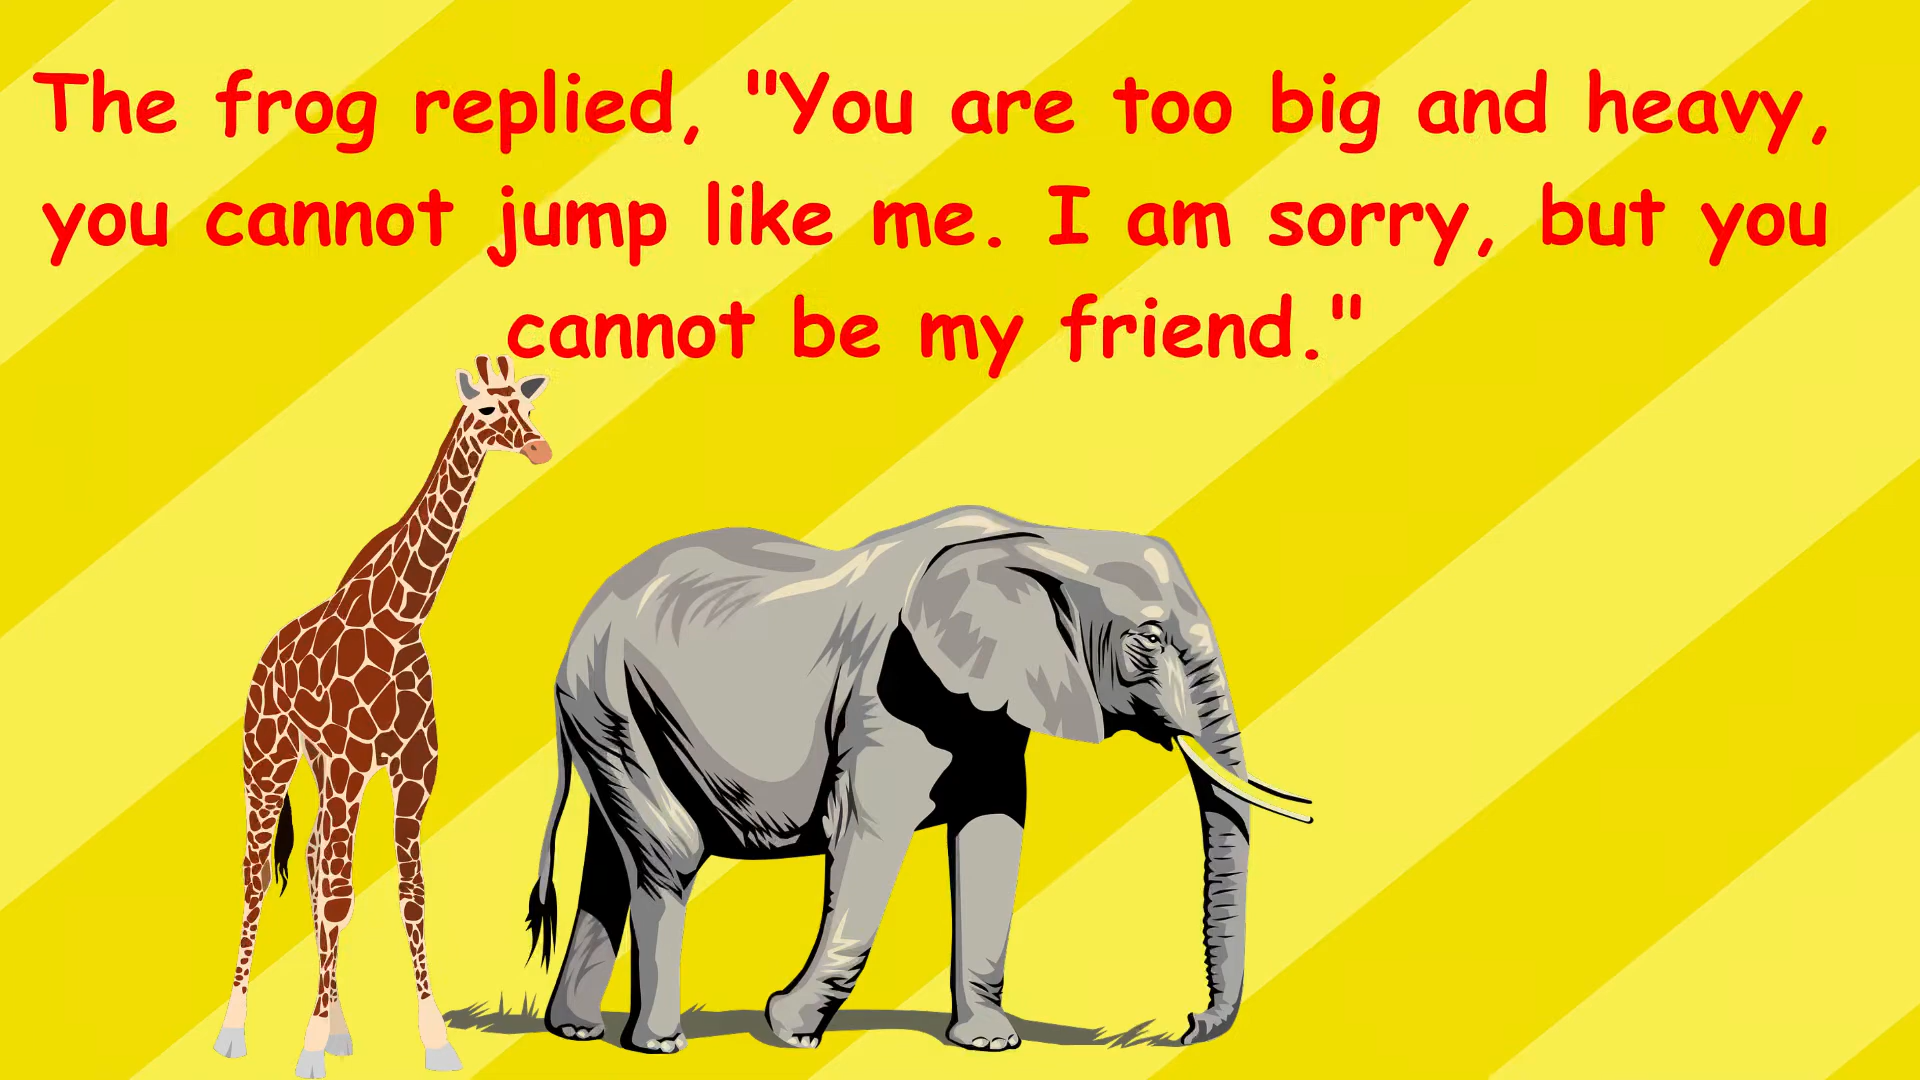 The frog replied, "You are too big and heavy,
you cannot jump like me. I am sorry, but you
cannot be my friend."